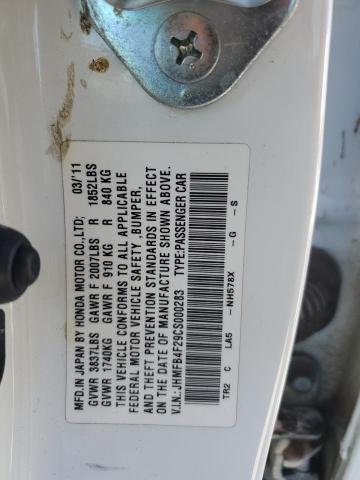 MFD.IN JAPAN BY HONDA MOTOR CO.,LTD; 03/'11
GVWR 3837LBS GAWR F 2007LBS R 1852LBS
GVWR 1740KG GAWR F 910 KG R 840 KG
THIS VEHICLE CONFORMS TO ALL APPLICABLE
FEDERAL MOTOR VEHICLE SAFETY, BUMPER,
AND THEFT PREVENTION STANDARDS IN EFFECT
ON THE DATE OF MANUFACTURE SHOWN ABOVE.
V.I.N.: JHMFB4F29CS000283 TYPE:PASSENGER CAR
TR2 C LA5 -NH578X -G -S